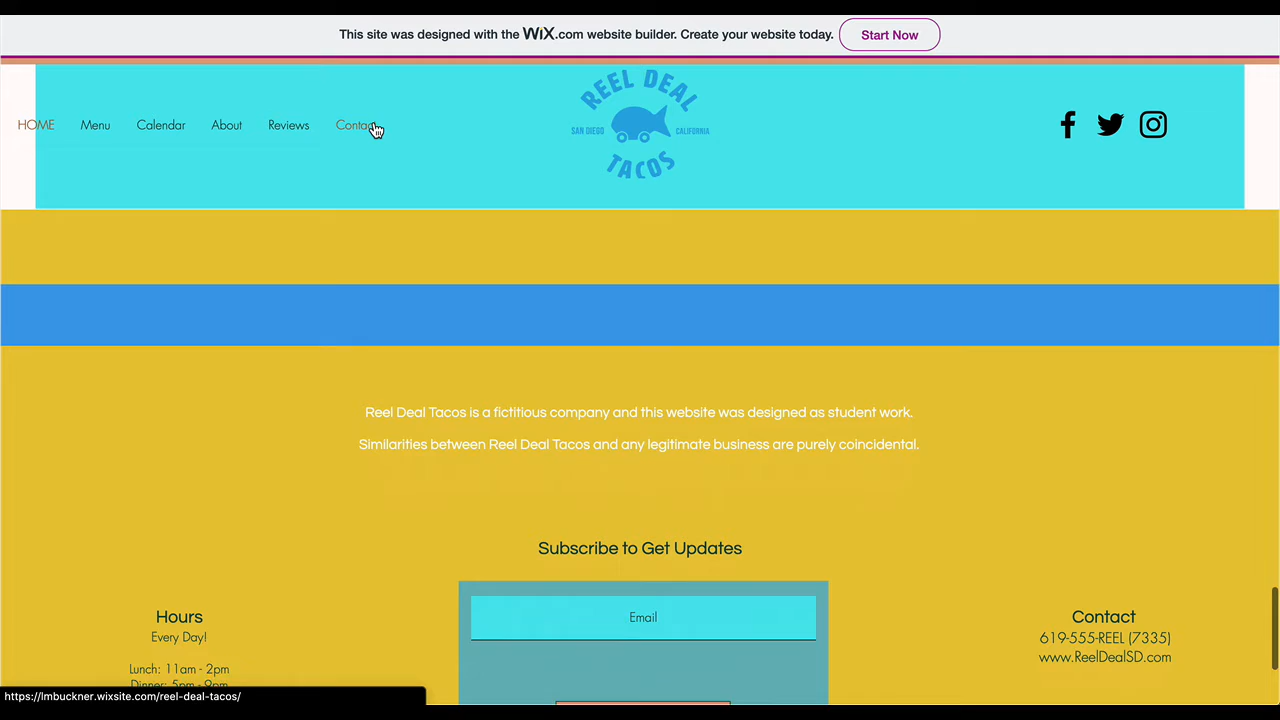 This site was designed with the WiX.com website builder. Create your website today.
Start Now
HOME
Menu
Calendar
About
Reviews
REEL DEAL
SAN DIEGO
CALIFORNIA
TACOS
Reel Deal Tacos is a fictitious company and this website was designed as student work.
Similarities between Reel Deal Tacos and any legitimate business are purely coincidental.
Subscribe to Get Updates
Email
Hours
Every Day!
Lunch: 11am - 2pm
Dinner: 5pm - 9pm
Contact
619-555-REEL (7335)
www.ReelDealSD.com
https://lmbuckner.wixsite.com/reel-deal-tacos/